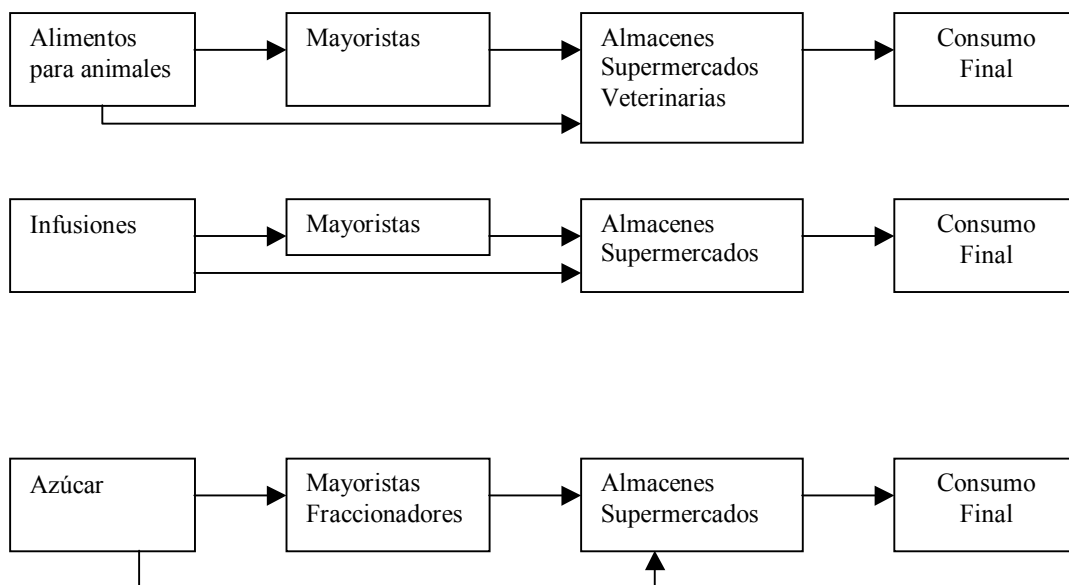 Alimentos
para animales
Mayoristas
Almacenes
Supermercados
Veterinarias
Consumo
Final
Infusiones
Mayoristas
Almacenes
Supermercados
Consumo
Final
Azúcar
Mayoristas
Fraccionadores
Almacenes
Supermercados
Consumo
Final